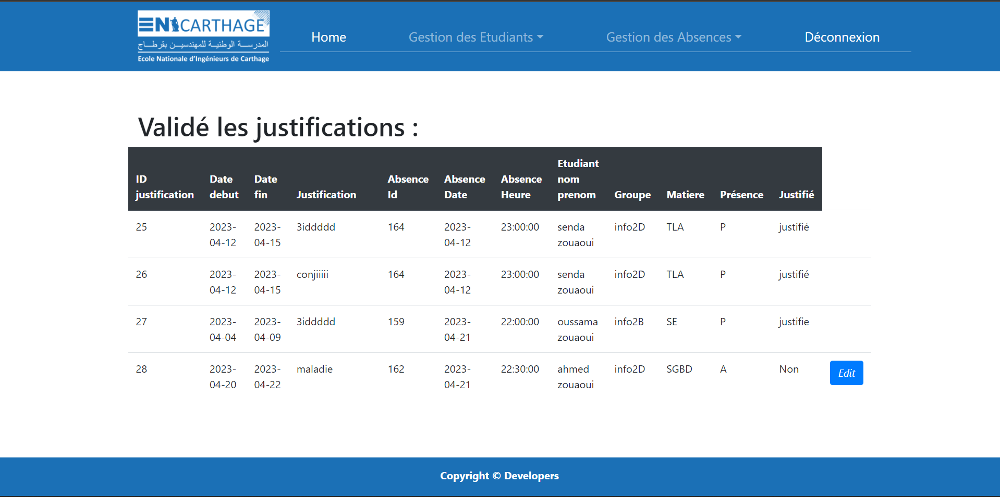 ENICARTHAGE
المدرســة الوطنيــة للمهندسيــن بقرطــاج
Ecole Nationale d'Ingénieurs de Carthage
Home
Gestion des Etudiants
Gestion des Absences
Déconnexion
Validé les justifications :
ID justification Date debut Date fin Justification Absence Id Absence Date Absence Heure Etudiant nom prenom Groupe Matiere Présence Justifié
25 2023-04-12 2023-04-15 3iddddd 164 2023-04-12 23:00:00 senda zouaoui info2D TLA P justifié
26 2023-04-12 2023-04-15 conjiiiii 164 2023-04-12 23:00:00 senda zouaoui info2D TLA P justifié
27 2023-04-04 2023-04-09 3iddddd 159 2023-04-21 22:00:00 oussama zouaoui info2B SE P justifie
28 2023-04-20 2023-04-22 maladie 162 2023-04-21 22:30:00 ahmed zouaoui info2D SGBD A Non Edit
Copyright © Developers